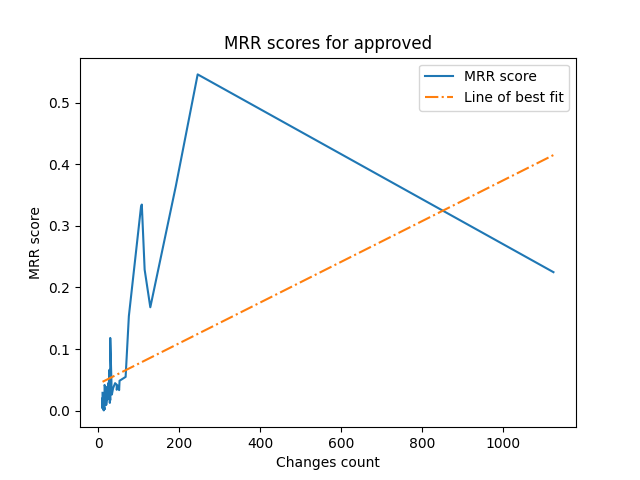 MRR scores for approved
MRR score
Line of best fit
0.5
0.4
0.3
0.2
0.1
0.0
MRR score
0 200 400 600 800 1000
Changes count